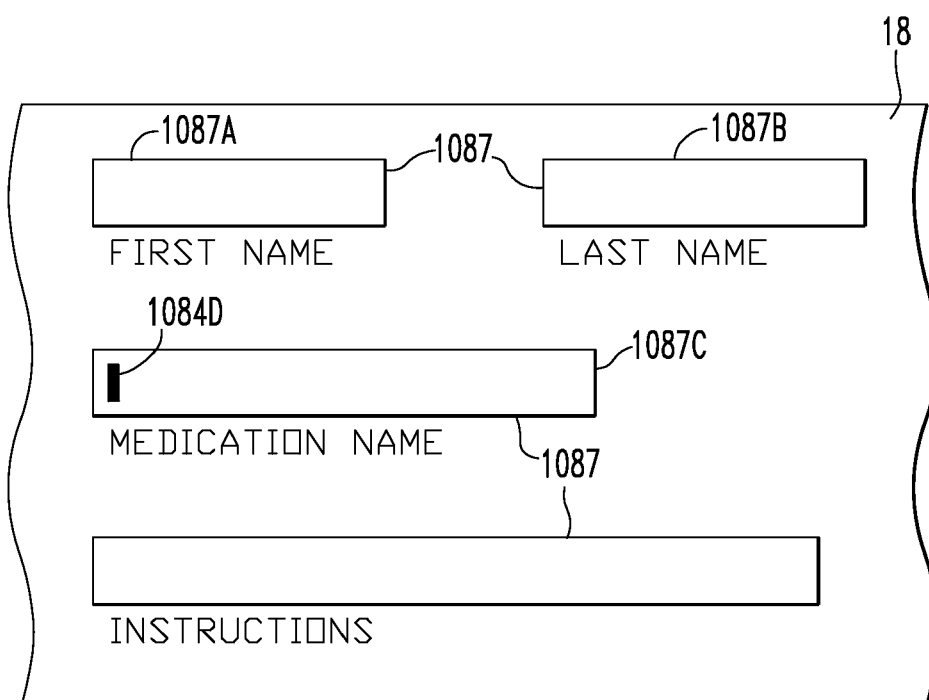 18
1087A 1087 1087B
FIRST NAME LAST NAME
1084D
1087C
MEDICATION NAME
1087
INSTRUCTIONS